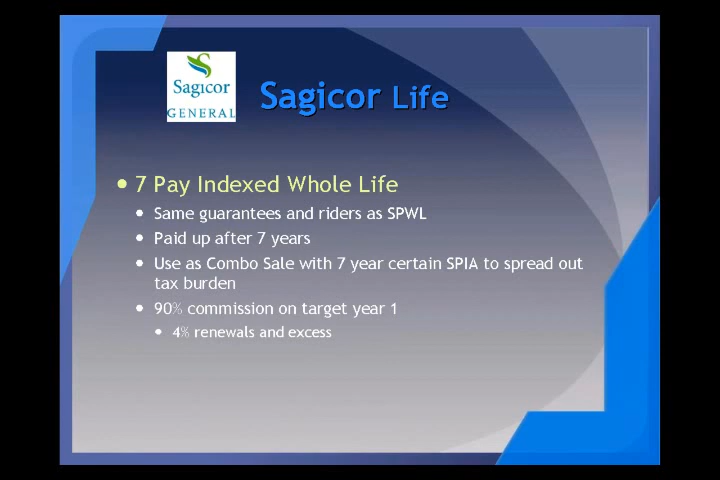 Sagicor
GENERAL
Sagicor Life
7 Pay Indexed Whole Life
Same guarantees and riders as SPWL
Paid up after 7 years
Use as Combo Sale with 7 year certain SPIA to spread out
tax burden
90% commission on target year 1
4% renewals and excess